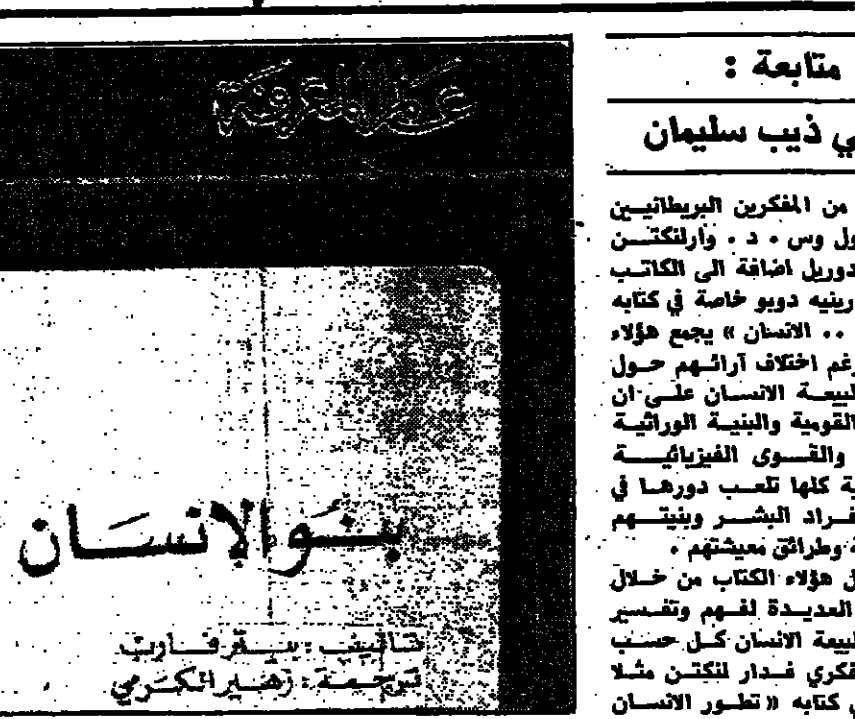 متابعة :
ذيب سليمان
من المفكرين البريطانيين
ول وس . د . وارلنكتـــن
دوريل اضافة الى الكاتب
رينيه دوبو خاصة في كتابه
.. الانسان » يجمع هؤلاء
رغم اختلاف آرائهم حول
طبيعة الانسان على ان
القومية والبنية الوراثية
والقوى الفيزيائية
ية كلها تلعب دورها في
فراد البشر وبنيتهم
وطرائق معيشتهم .
هؤلاء الكتاب من خلال
العديدة لفهم وتفسير
طبيعة الانسان كل حسب
فكري فدار لنكتن مثلا
كتابه « تطور الانسان
عالم المعرفة
بنو الإنسان
تأليف : بيتر فارب
ترجمة : زهير الكرمي